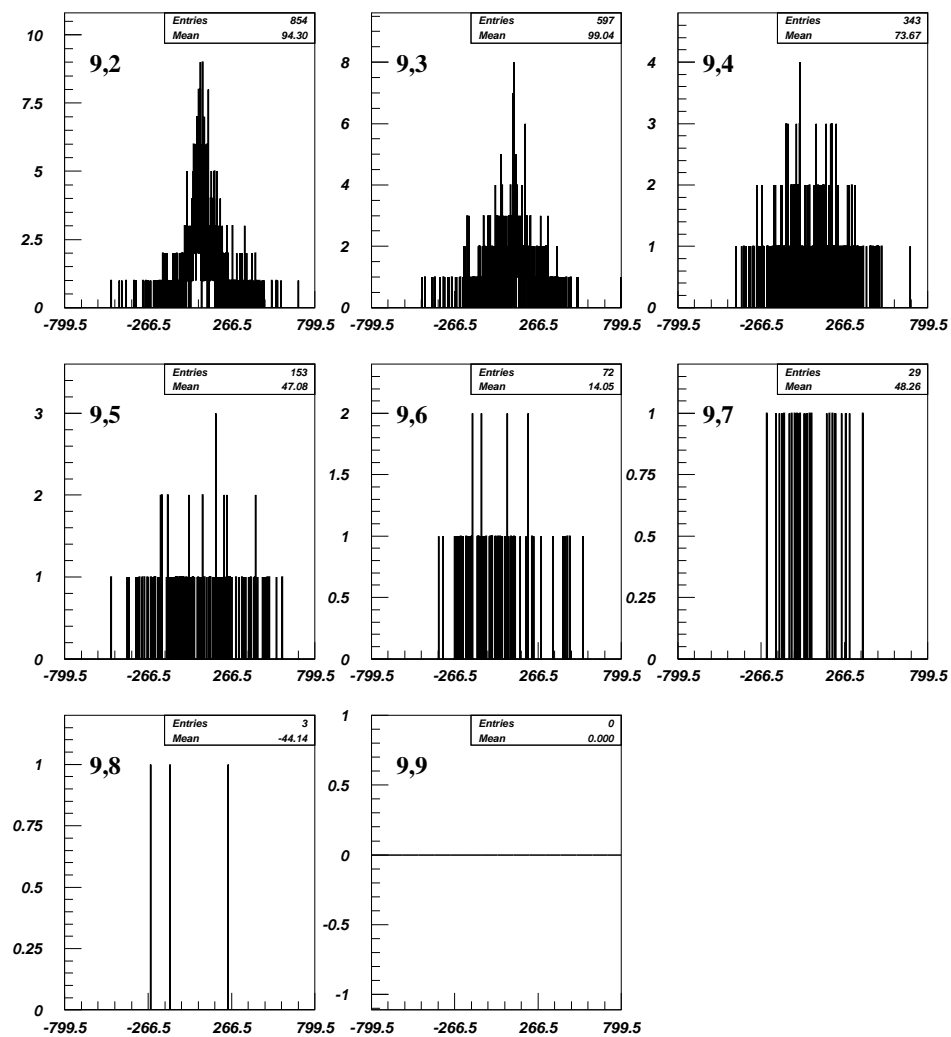 Entries 854
Mean 94.30
9,2
10
7.5
5
2.5
0
-799.5 -266.5 266.5 799.5
Entries 597
Mean 99.04
9,3
8
6
4
2
0
-799.5 -266.5 266.5 799.5
Entries 343
Mean 73.67
9,4
4
3
2
1
0
-799.5 -266.5 266.5 799.5
Entries 153
Mean 47.08
9,5
3
2
1
0
-799.5 -266.5 266.5 799.5
Entries 72
Mean 14.05
9,6
2
1.5
1
0.5
0
-799.5 -266.5 266.5 799.5
Entries 29
Mean 48.26
9,7
1
0.75
0.5
0.25
0
-799.5 -266.5 266.5 799.5
Entries 3
Mean -44.14
9,8
1
0.75
0.5
0.25
0
-799.5 -266.5 266.5 799.5
Entries 0
Mean 0.000
9,9
1
0.5
0
-0.5
-1
-799.5 -266.5 266.5 799.5